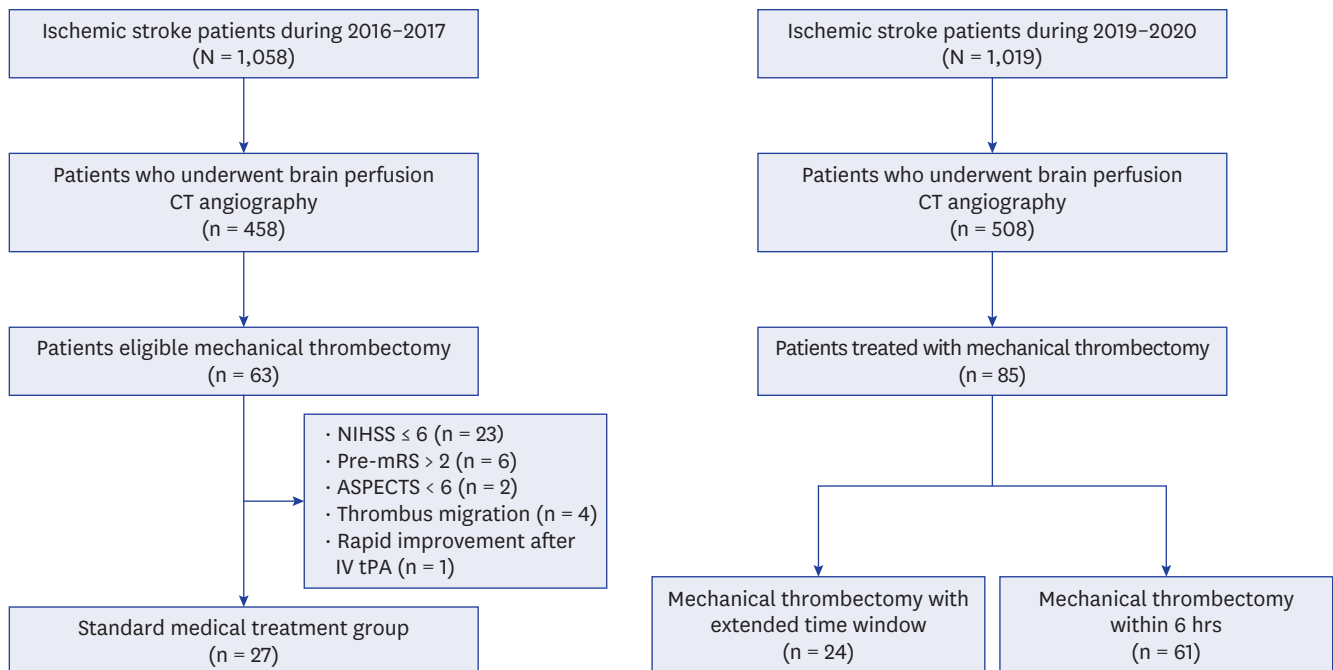 Ischemic stroke patients during 2016–2017
(N = 1,058)
Patients who underwent brain perfusion
CT angiography
(n = 458)
Patients eligible mechanical thrombectomy
(n = 63)
· NIHSS ≤ 6 (n = 23)
· Pre-mRS > 2 (n = 6)
· ASPECTS < 6 (n = 2)
· Thrombus migration (n = 4)
· Rapid improvement after
IV tPA (n = 1)
Standard medical treatment group
(n = 27)
Ischemic stroke patients during 2019–2020
(N = 1,019)
Patients who underwent brain perfusion
CT angiography
(n = 508)
Patients treated with mechanical thrombectomy
(n = 85)
Mechanical thrombectomy with
extended time window
(n = 24)
Mechanical thrombectomy
within 6 hrs
(n = 61)